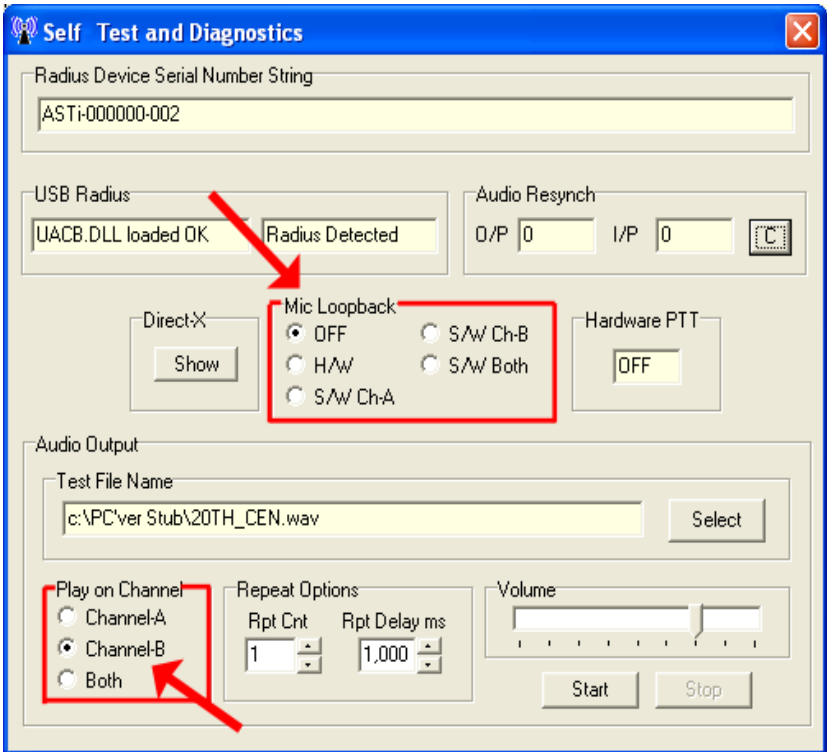 Self Test and Diagnostics
Radius Device Serial Number String
ASTi-000000-002
USB Radius
UACB.DLL loaded OK
Radius Detected
Audio Resynch
O/P 0 I/P 0 C
Direct-X
Show
Mic Loopback
OFF S/W Ch-B
H/W S/W Both
S/W Ch-A
Hardware PTT
OFF
Audio Output
Test File Name
c:\PC'ver Stub\20TH_CEN.wav
Select
Play on Channel
Channel-A
Channel-B
Both
Repeat Options
Rpt Cnt Rpt Delay ms
1 1,000
Volume
Start Stop